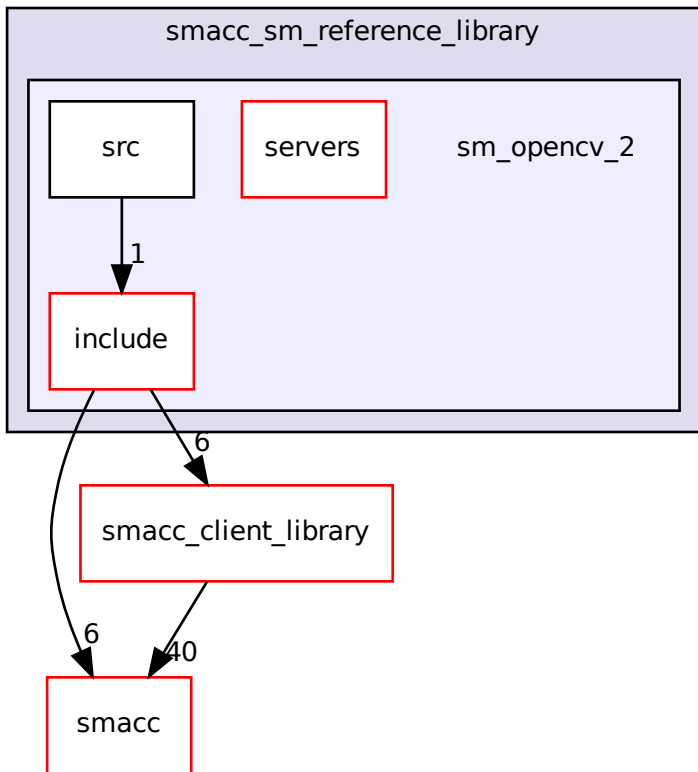 smacc_sm_reference_library
src
servers
sm_opencv_2
1
include
6
smacc_client_library
6
40
smacc